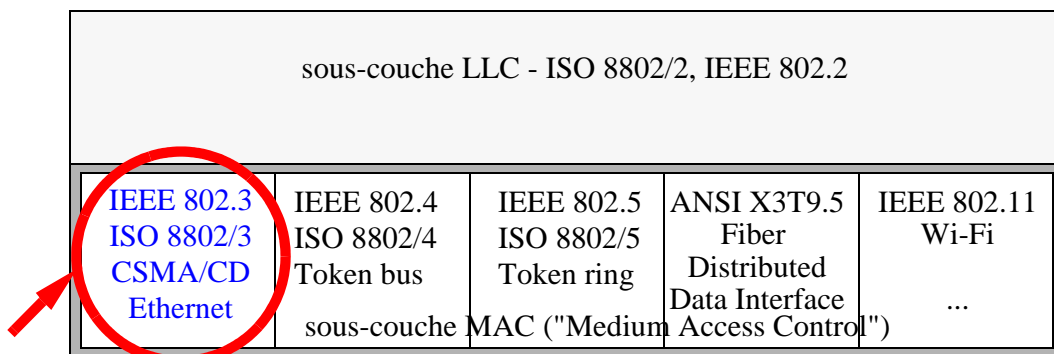 sous-couche LLC - ISO 8802/2, IEEE 802.2
IEEE 802.3
ISO 8802/3
CSMA/CD
Ethernet
IEEE 802.4
ISO 8802/4
Token bus
IEEE 802.5
ISO 8802/5
Token ring
ANSI X3T9.5
Fiber
Distributed
Data Interface
IEEE 802.11
Wi-Fi
...
sous-couche MAC ("Medium Access Control")